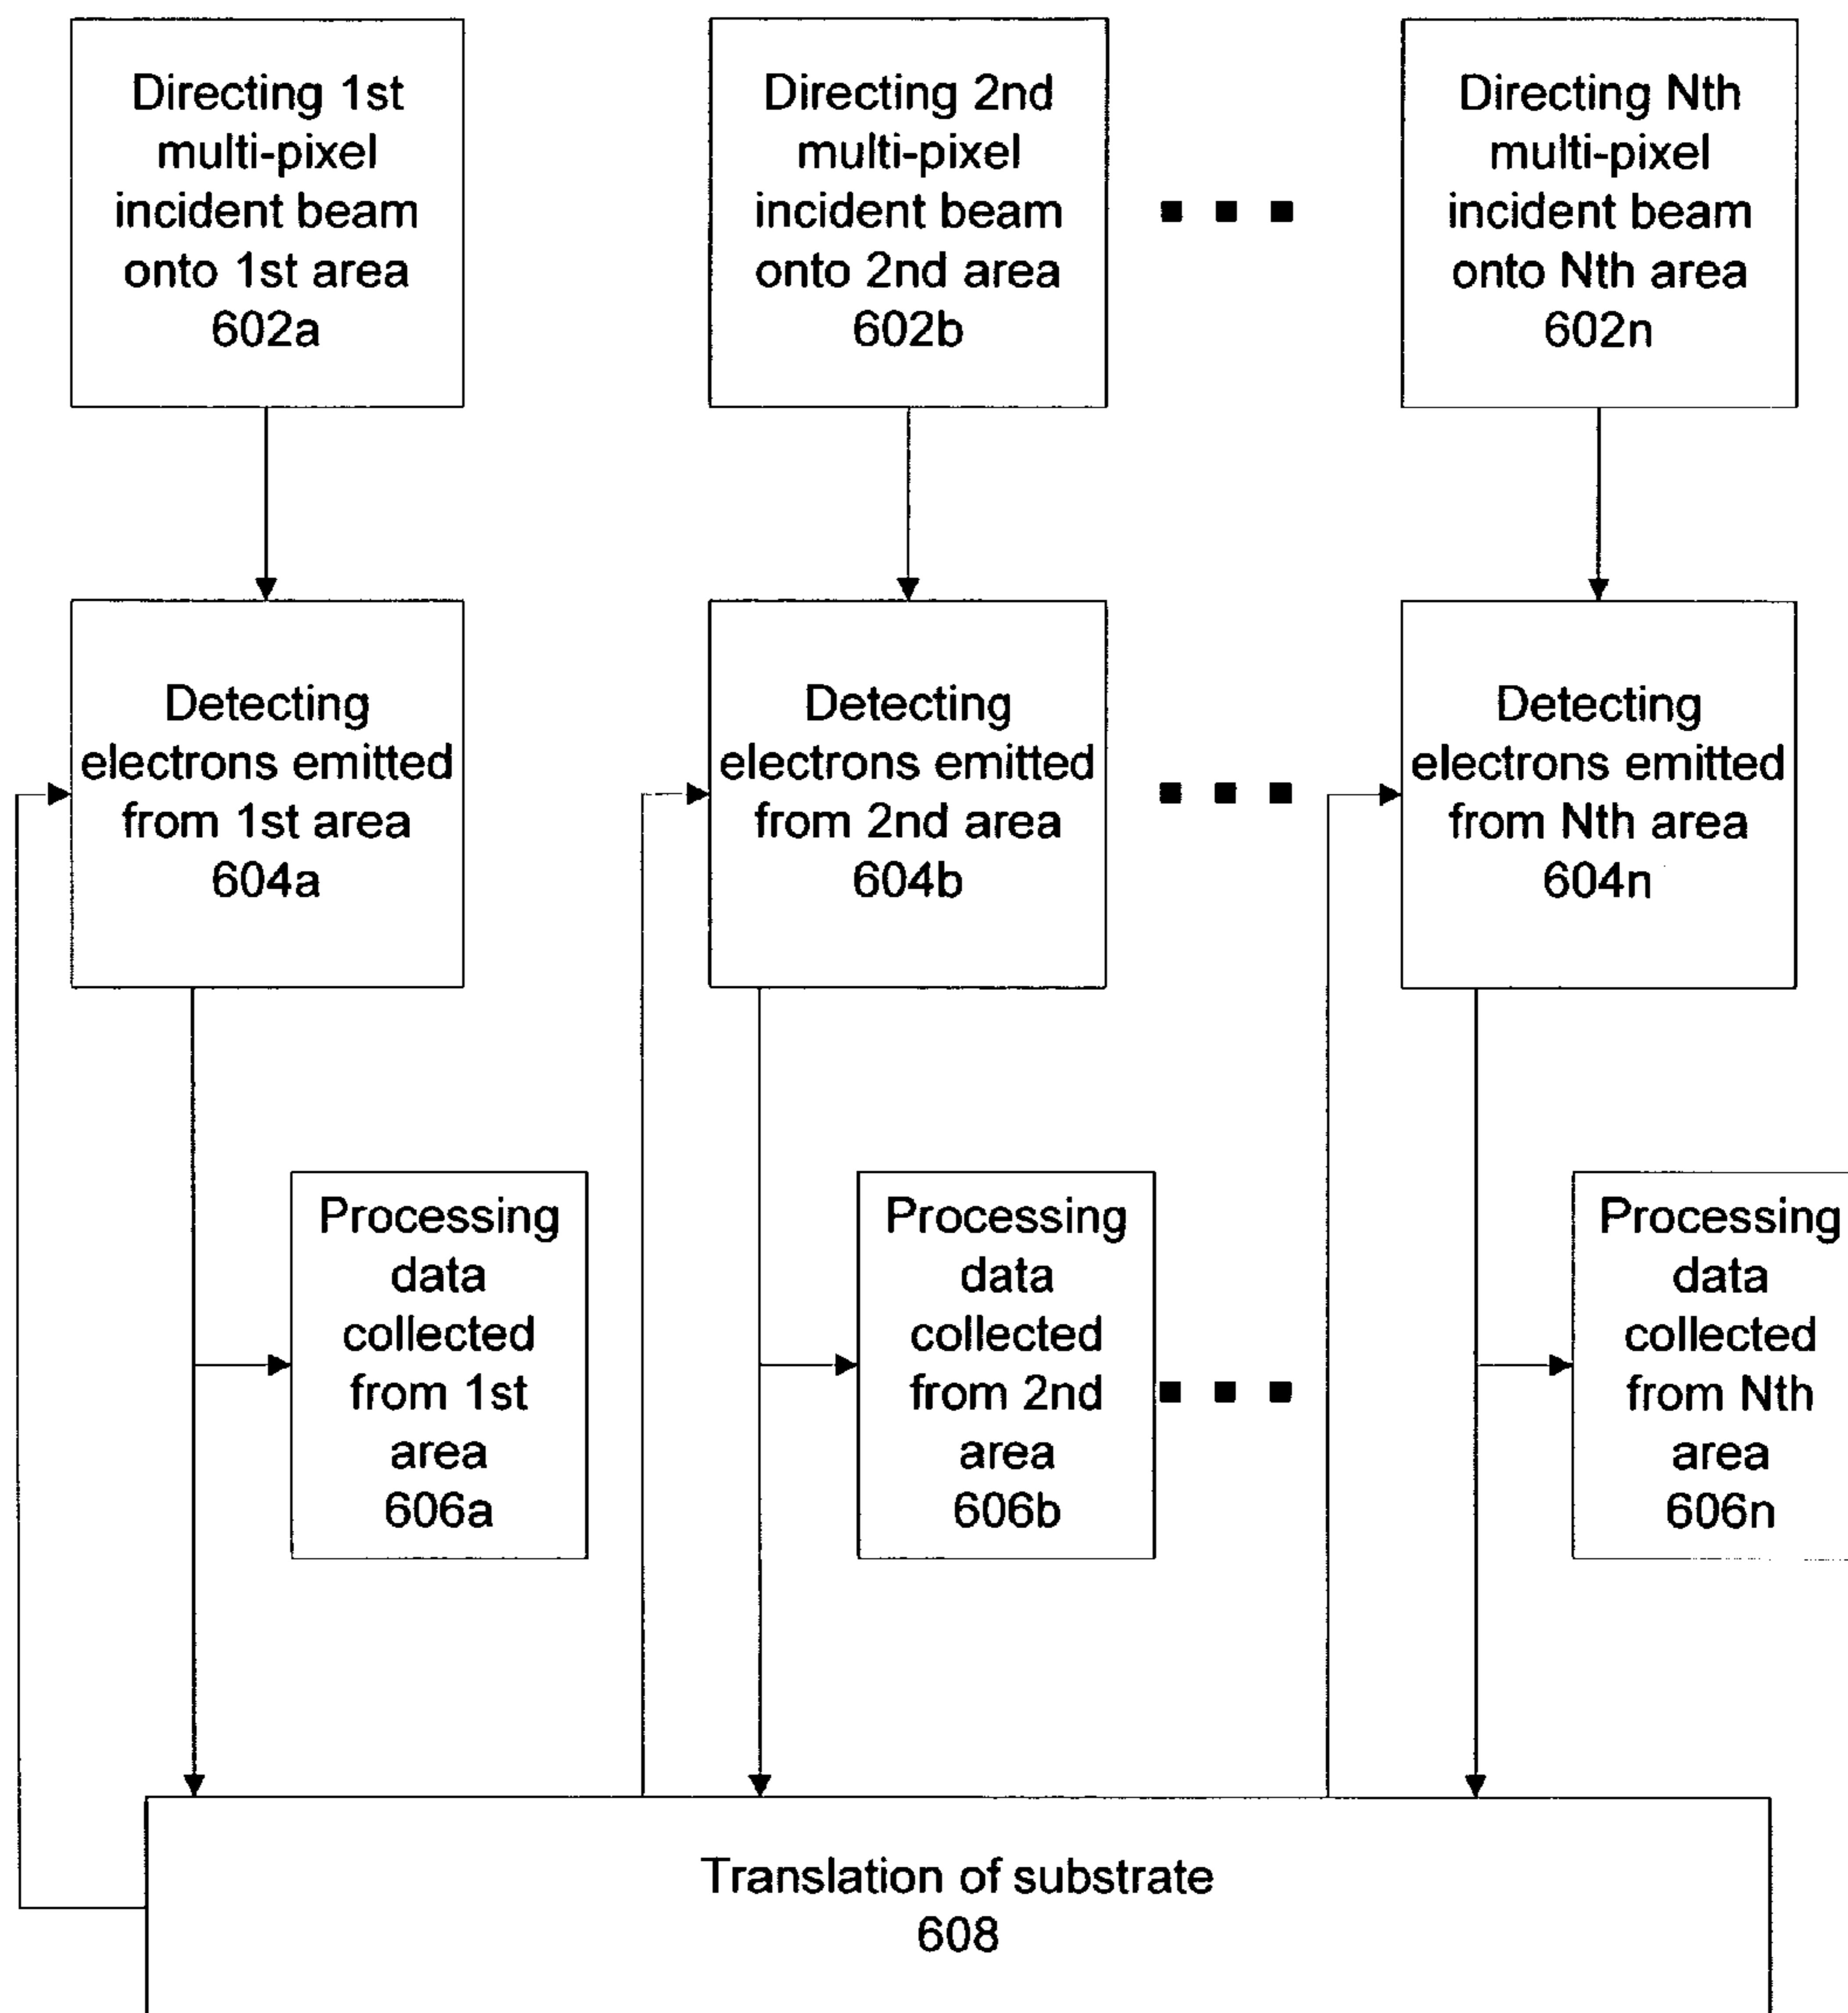 Directing 1st
multi-pixel
incident beam
onto 1st area
602a
Directing 2nd
multi-pixel
incident beam
onto 2nd area
602b
Directing Nth
multi-pixel
incident beam
onto Nth area
602n
Detecting
electrons emitted
from 1st area
604a
Detecting
electrons emitted
from 2nd area
604b
Detecting
electrons emitted
from Nth area
604n
Processing
data
collected
from 1st
area
606a
Processing
data
collected
from 2nd
area
606b
Processing
data
collected
from Nth
area
606n
Translation of substrate
608